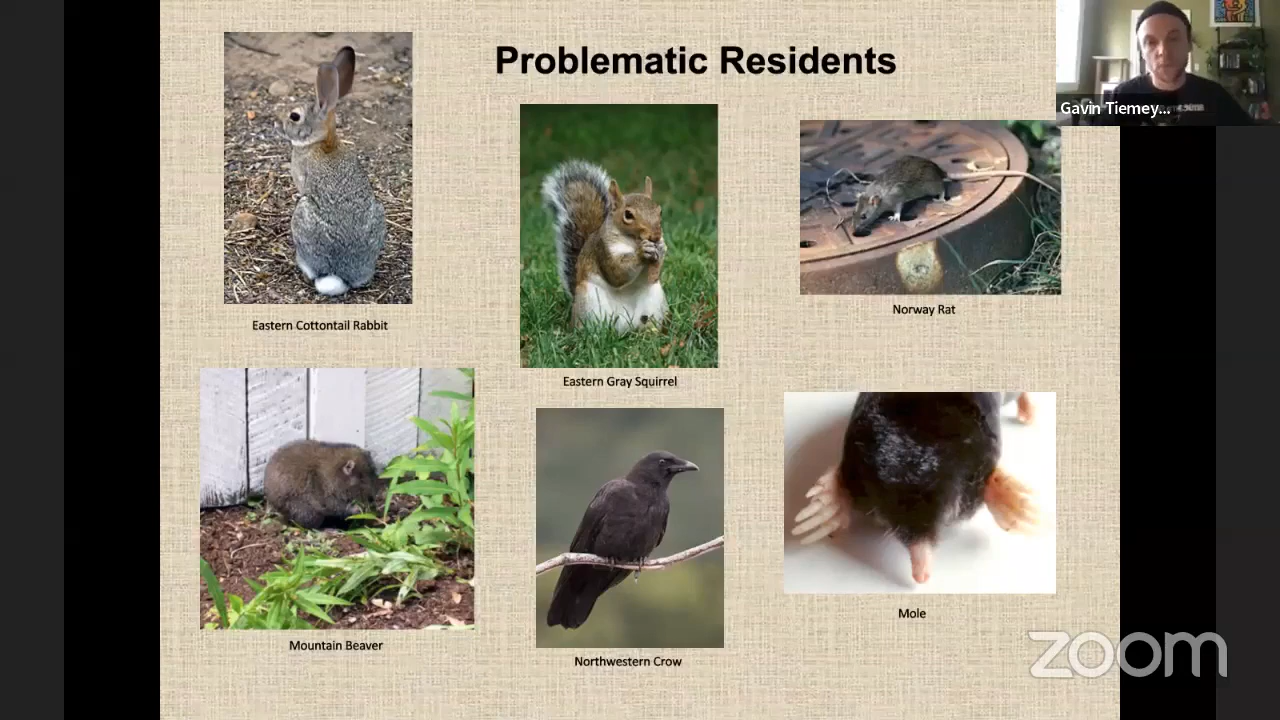 Problematic Residents
Gavin Tiemey...
Eastern Cottontail Rabbit
Eastern Gray Squirrel
Norway Rat
Mountain Beaver
Northwestern Crow
Mole
zoom